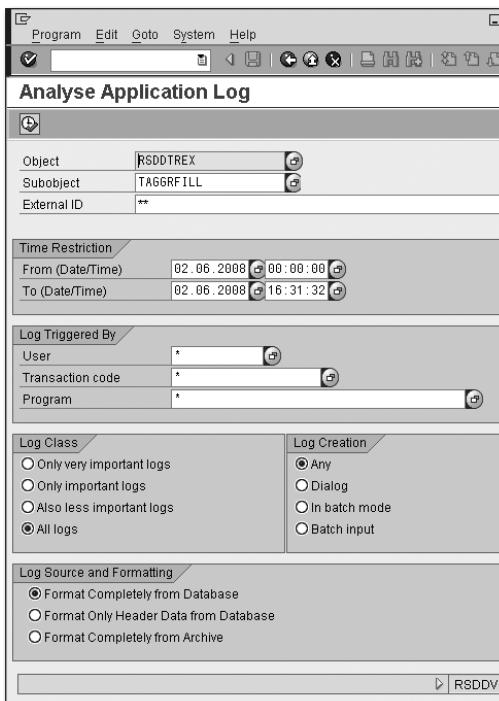 Program Edit Goto System Help
Analyse Application Log
Object RSDDTREX
Subobject TAGGRFILL
External ID **
Time Restriction
From (Date/Time) 02.06.2008 00:00:00
To (Date/Time) 02.06.2008 16:31:32
Log Triggered By
User *
Transaction code *
Program *
Log Class
Only very important logs
Only important logs
Also less important logs
All logs
Log Creation
Any
Dialog
In batch mode
Batch input
Log Source and Formatting
Format Completely from Database
Format Only Header Data from Database
Format Completely from Archive
RSDDV